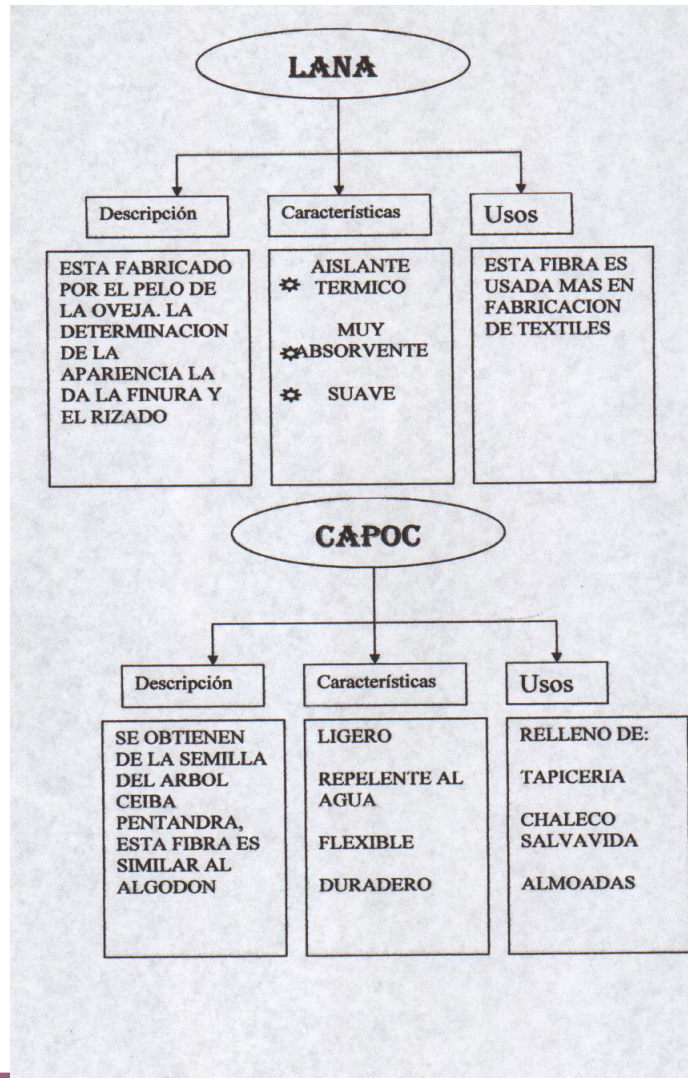 LANA
Descripción
ESTA FABRICADO
POR EL PELO DE
LA OVEJA. LA
DETERMINACION
DE LA
APARIENCIA LA
DA LA FINURA Y
EL RIZADO
Características
AISLANTE
TERMICO
MUY
ABSORVENTE
SUAVE
Usos
ESTA FIBRA ES
USADA MAS EN
FABRICACION
DE TEXTILES
CAPOC
Descripción
SE OBTIENEN
DE LA SEMILLA
DEL ARBOL
CEIBA
PENTANDRA,
ESTA FIBRA ES
SIMILAR AL
ALGODON
Características
LIGERO
REPELENTE AL
AGUA
FLEXIBLE
DURADERO
Usos
RELLENO DE:
TAPICERIA
CHALECO
SALVAVIDA
ALMOADAS